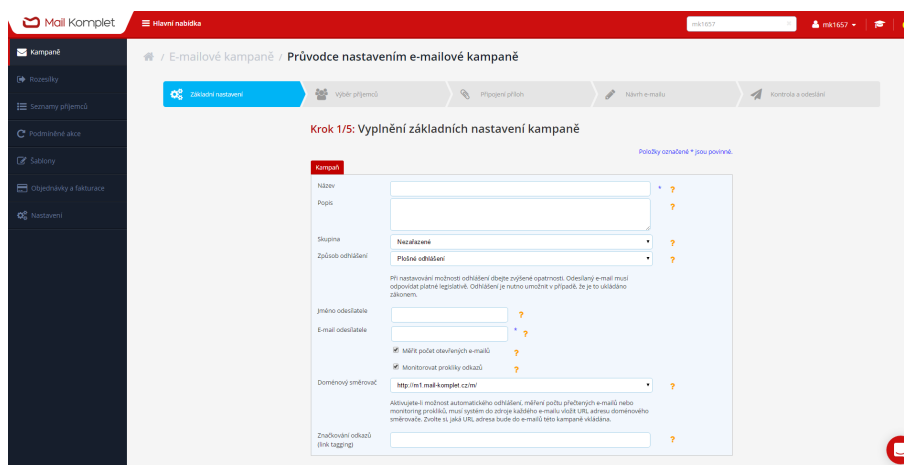 Mail Komplet
Hlavní nabídka
mk1657
mk1657
Kampaně
Rozesílky
Seznamy příjemců
Podmíněné akce
Šablony
Objednávky a fakturace
Nastavení
/ E-mailové kampaně / Průvodce nastavením e-mailové kampaně
Základní nastavení
Výběr příjemců
Připojení příloh
Návrh e-mailu
Kontrola a odeslání
Krok 1/5: Vyplnění základních nastavení kampaně
Položky označené * jsou povinné.
Kampaň
Název * ?
Popis ?
Skupina Nezařazené ?
Způsob odhlášení Plošné odhlášení ?
Při nastavování možnosti odhlášení dbejte zvýšené opatrnosti. Odesílaný e-mail musí
odpovídat platné legislativě. Odhlášení je nutno umožnit v případě, že je to ukládáno
zákonem.
Jméno odesílatele ?
E-mail odesílatele * ?
Měřit počet otevřených e-mailů ?
Monitorovat prokliky odkazů ?
Doménový směrovač http://m1.mail-komplet.cz/m/ ?
Aktivujete-li možnost automatického odhlášení, měření počtu přečtených e-mailů nebo
monitoring prokliků, musí systém do zdroje každého e-mailu vložit URL adresu doménového
směrovače. Zvolte si, jaká URL adresa bude do e-mailů této kampaně vkládána.
Značkování odkazů ?
(link tagging)